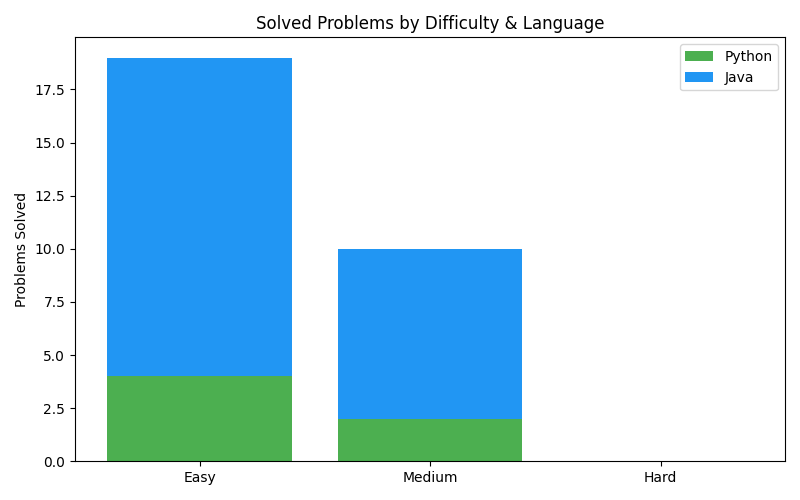 Solved Problems by Difficulty & Language
Python
Java
Problems Solved
17.5
15.0
12.5
10.0
7.5
5.0
2.5
0.0
Easy
Medium
Hard